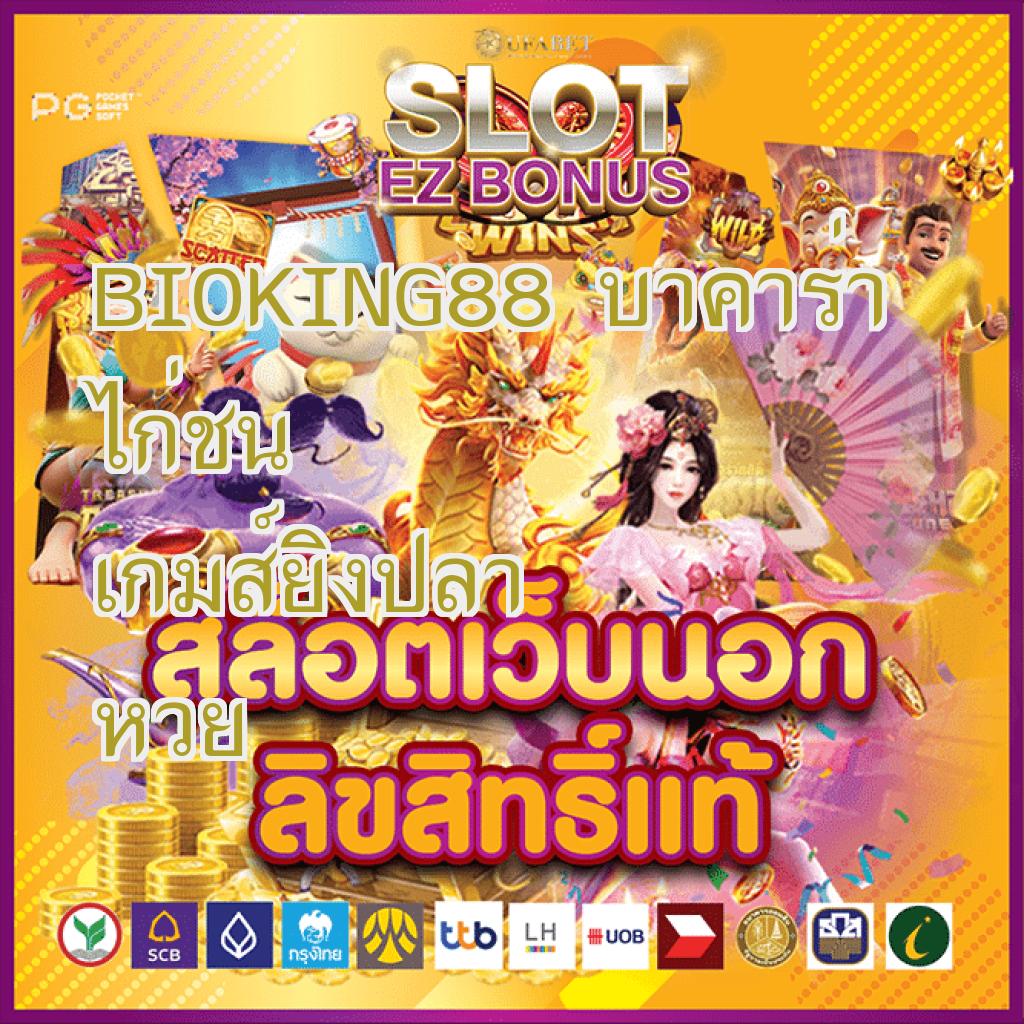 UFABET
PG POCKET GAMES SOFT
SLOT
EZ BONUS
WINS
SCATTER
WILD
BIOKING88 บาคาร่า
ไก่ชน
เกมส์ยิงปลา
สล็อตเว็บนอก
หวย
ลิขสิทธิ์แท้
SCB
กรุงไทย
ttb
LH
UOB